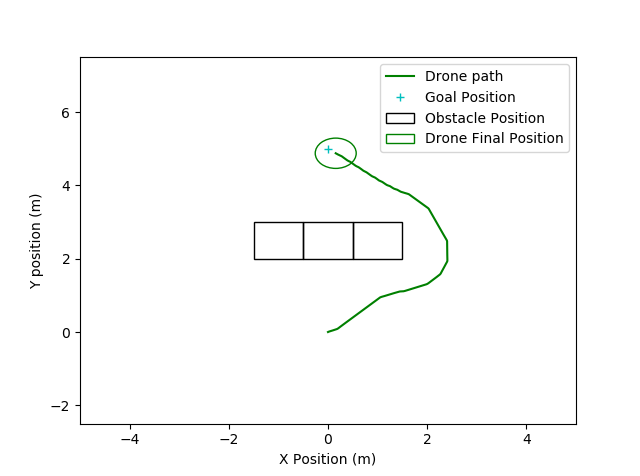 Drone path
Goal Position
Obstacle Position
Drone Final Position
6
4
2
0
−2
Y position (m)
−4
−2
0
2
4
X Position (m)